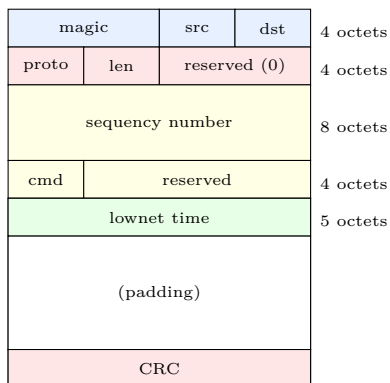 magic src dst 4 octets
proto len reserved (0) 4 octets
sequency number 8 octets
cmd reserved 4 octets
lownet time 5 octets
(padding)
CRC